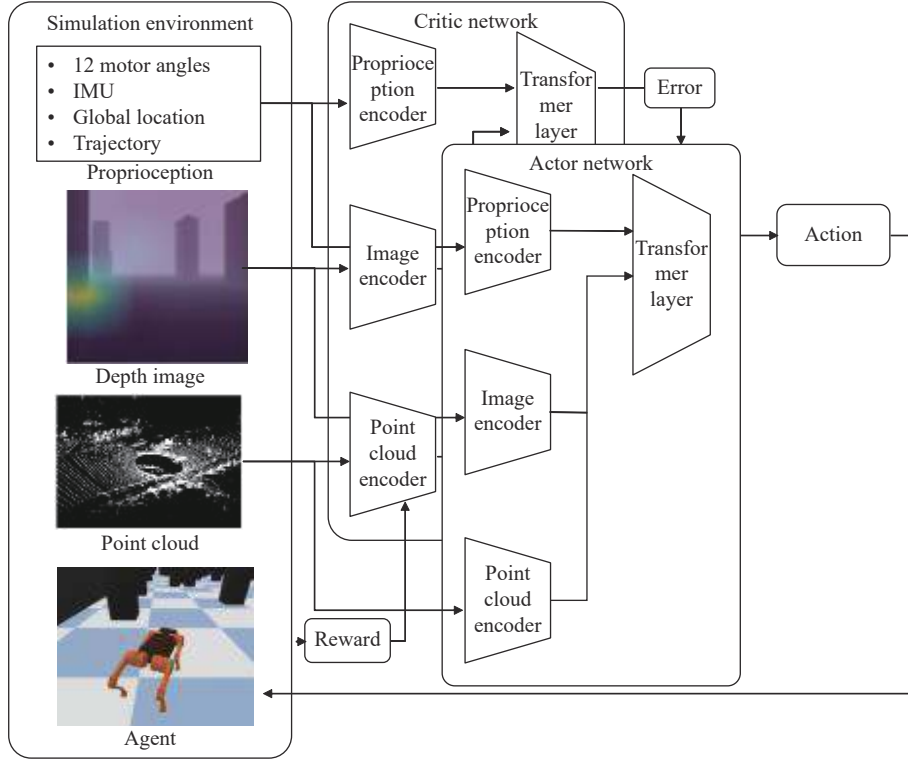 Simulation environment
• 12 motor angles
• IMU
• Global location
• Trajectory
Proprioception
Depth image
Point cloud
Agent
Critic network
Proprioce
ption
encoder
Image
encoder
Point
cloud
encoder
Transfor
mer
layer
Error
Reward
Actor network
Proprioce
ption
encoder
Image
encoder
Point
cloud
encoder
Transfor
mer
layer
Action